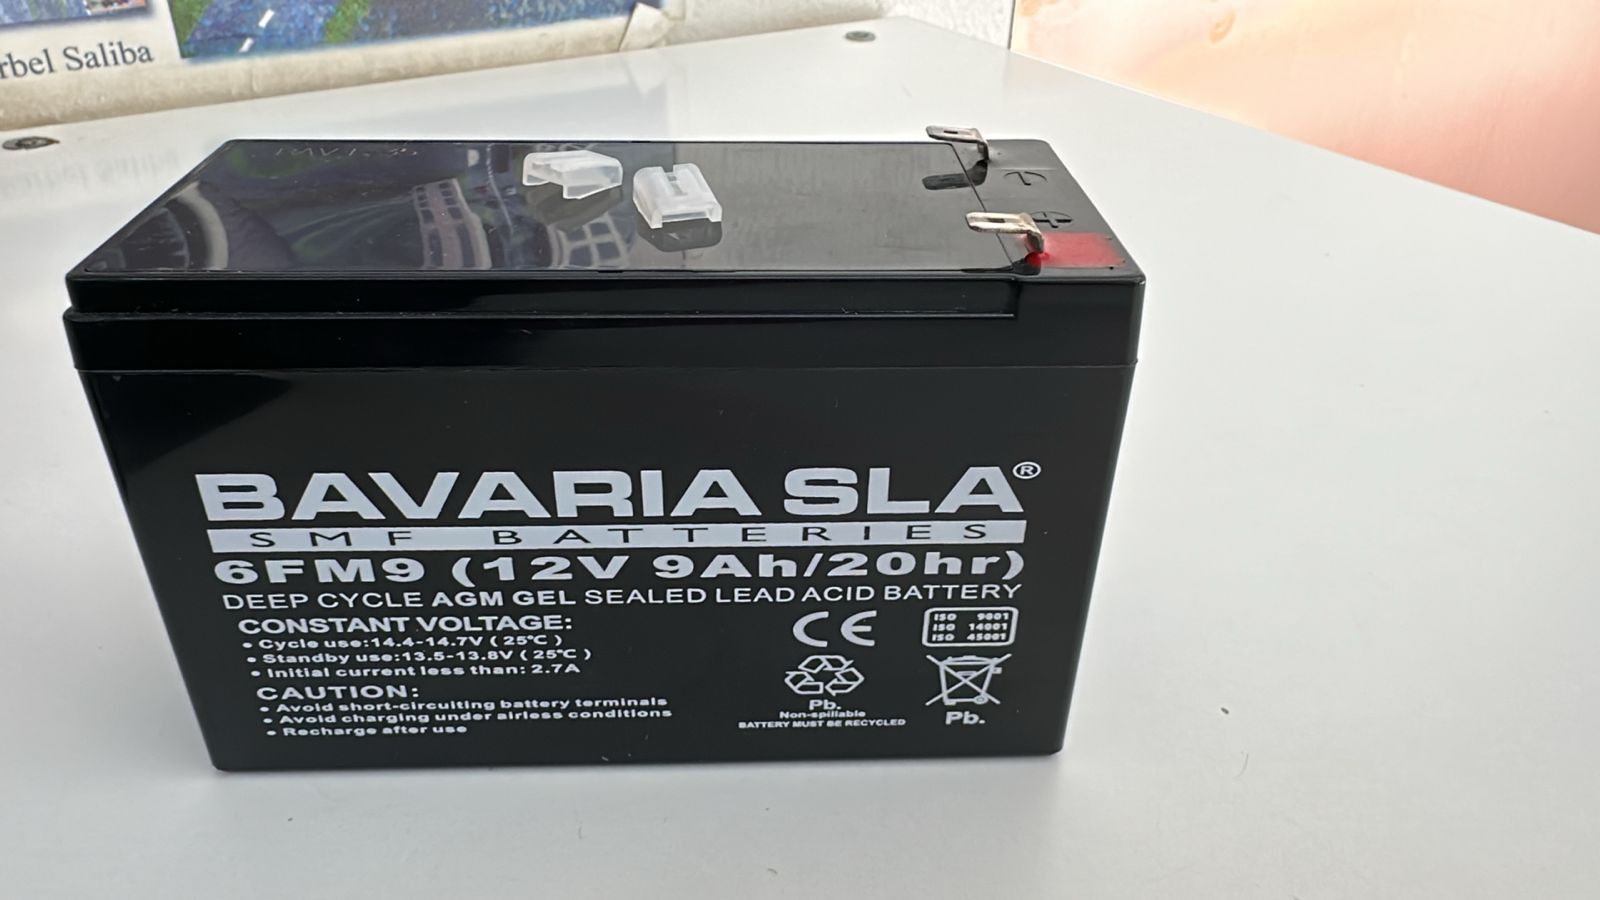 rbel Saliba
BAVARIA SLA®
SMF BATTERIES
6FM9 (12V 9Ah/20hr)
DEEP CYCLE AGM GEL SEALED LEAD ACID BATTERY
CONSTANT VOLTAGE:
• Cycle use:14.4-14.7V ( 25℃ )
• Standby use:13.5-13.8V ( 25℃ )
• Initial current less than: 2.7A
CAUTION:
• Avoid short-circuiting battery terminals
• Avoid charging under airless conditions
• Recharge after use
CE
ISO 9001
ISO 14001
ISO 45001
Pb.
Non-spillable
BATTERY MUST BE RECYCLED
Pb.